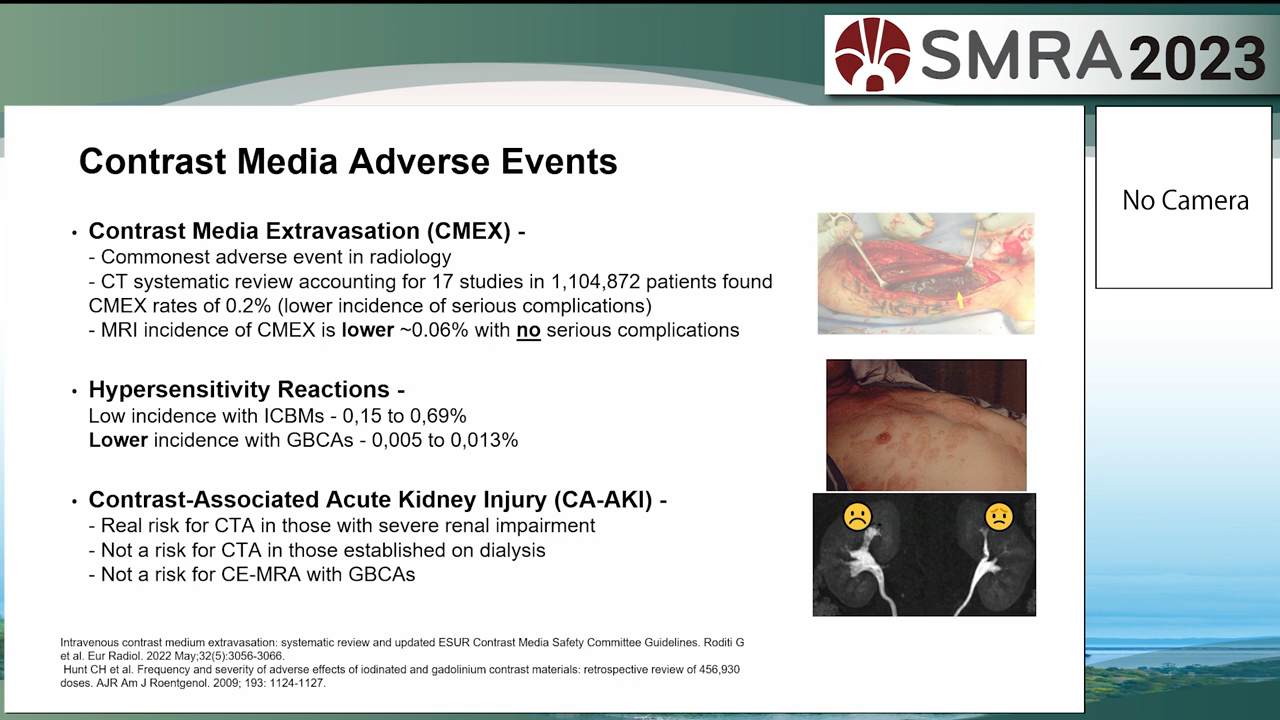 SMRA 2023
No Camera
Contrast Media Adverse Events
• Contrast Media Extravasation (CMEX) -
- Commonest adverse event in radiology
- CT systematic review accounting for 17 studies in 1,104,872 patients found
CMEX rates of 0.2% (lower incidence of serious complications)
- MRI incidence of CMEX is lower ~0.06% with no serious complications
• Hypersensitivity Reactions -
Low incidence with ICBMs - 0,15 to 0,69%
Lower incidence with GBCAs - 0,005 to 0,013%
• Contrast-Associated Acute Kidney Injury (CA-AKI) -
- Real risk for CTA in those with severe renal impairment
- Not a risk for CTA in those established on dialysis
- Not a risk for CE-MRA with GBCAs
Intravenous contrast medium extravasation: systematic review and updated ESUR Contrast Media Safety Committee Guidelines. Roditi G
et al. Eur Radiol. 2022 May;32(5):3056-3066.
Hunt CH et al. Frequency and severity of adverse effects of iodinated and gadolinium contrast materials: retrospective review of 456,930
doses. AJR Am J Roentgenol. 2009; 193: 1124-1127.